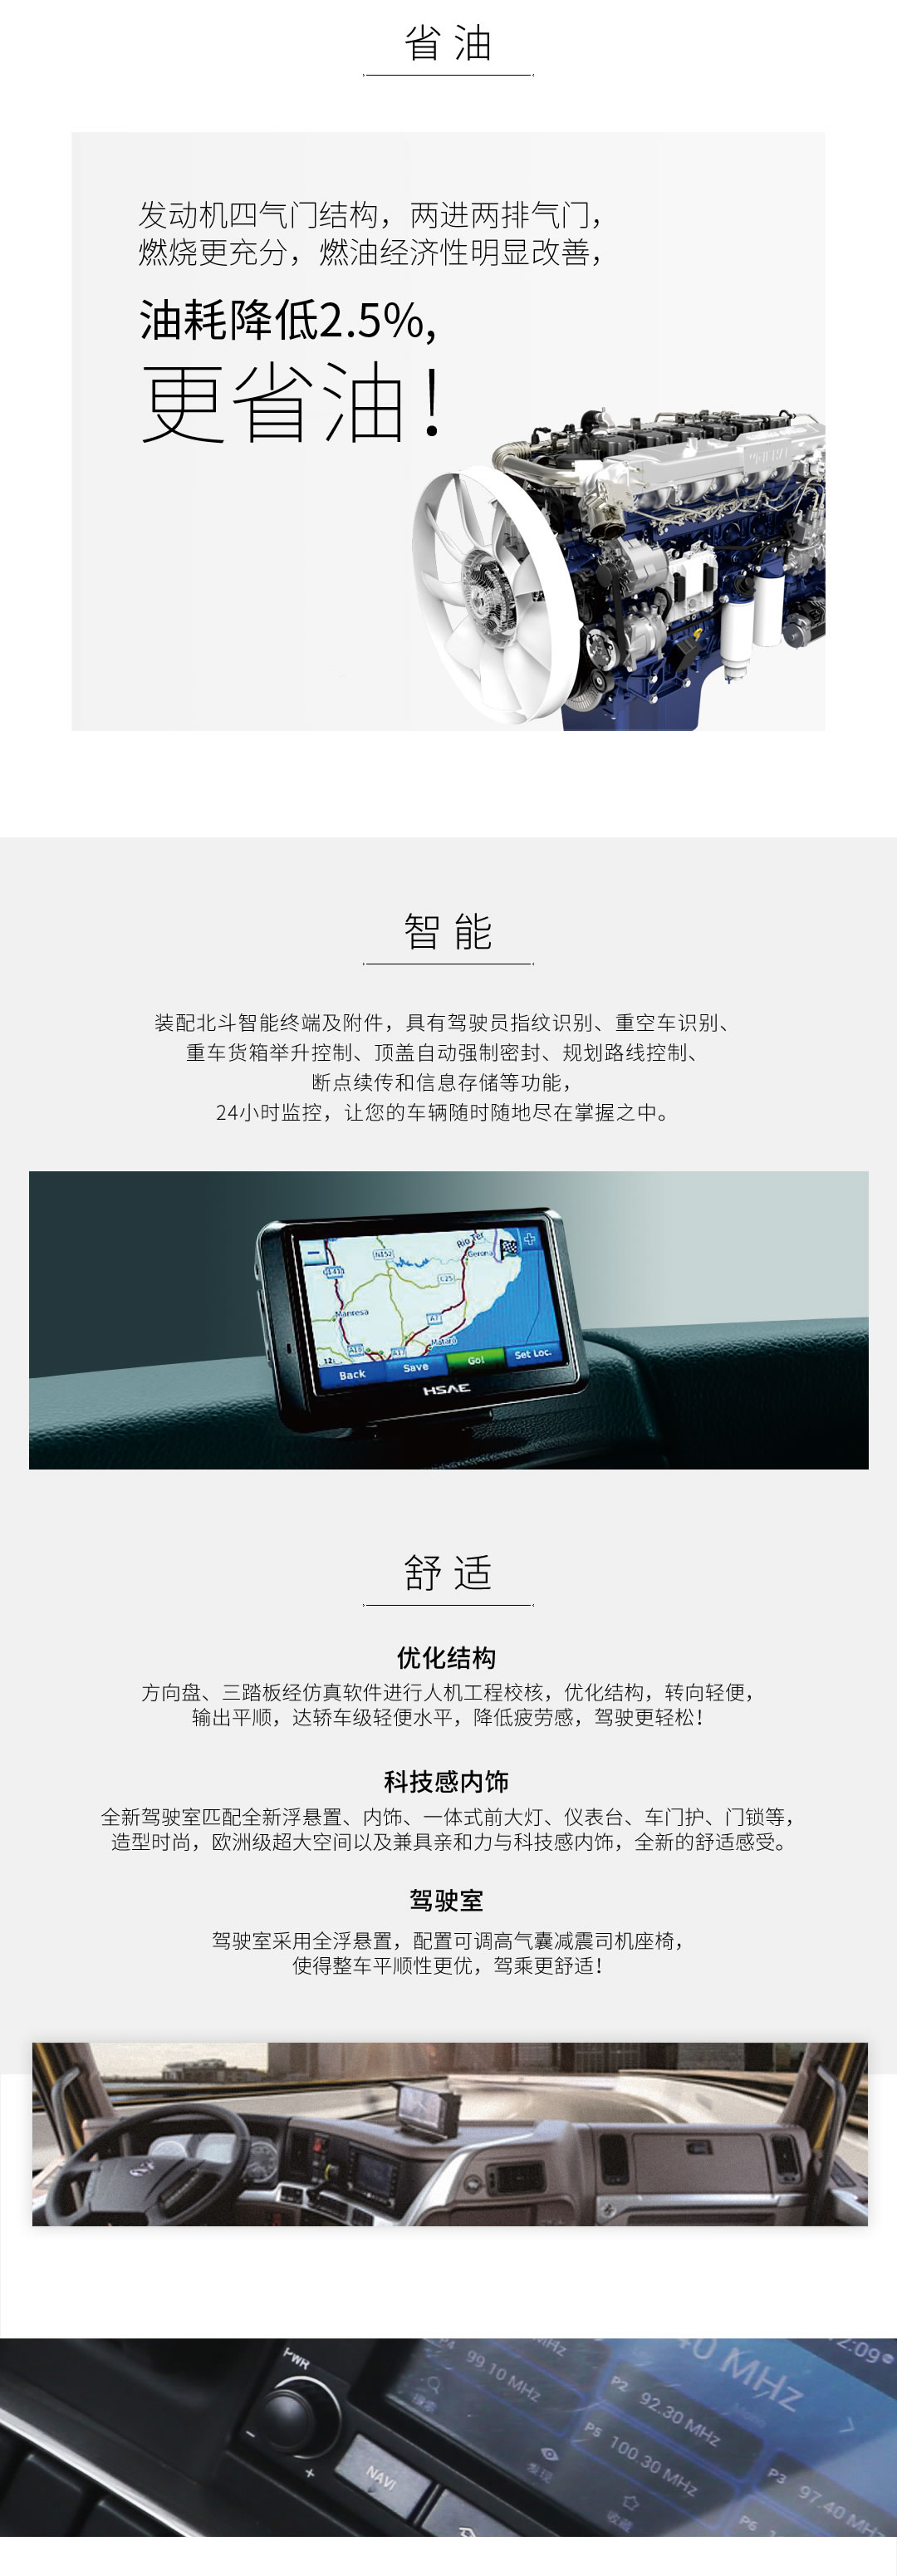 省油
发动机四气门结构，两进两排气门，
燃烧更充分，燃油经济性明显改善，
油耗降低2.5%,
更省油！
智能
装配北斗智能终端及附件，具有驾驶员指纹识别、重空车识别、
重车货箱举升控制、顶盖自动强制密封、规划路线控制、
断点续传和信息存储等功能，
24小时监控，让您的车辆随时随地尽在掌握之中。
N152
Rio Ter
Gerona
C25
Manresa
A7
Mataró
Back
Save
Go!
Set Loc.
HSAE
舒适
优化结构
方向盘、三踏板经仿真软件进行人机工程校核，优化结构，转向轻便，
输出平顺，达轿车级轻便水平，降低疲劳感，驾驶更轻松！
科技感内饰
全新驾驶室匹配全新浮悬置、内饰、一体式前大灯、仪表台、车门护、门锁等，
造型时尚，欧洲级超大空间以及兼具亲和力与科技感内饰，全新的舒适感受。
驾驶室
驾驶室采用全浮悬置，配置可调高气囊减震司机座椅，
使得整车平顺性更优，驾乘更舒适！
PWR
- +
NAVI
99.10 MHz
P2 92.30 MHz
P5 100.30 MHz
P3 97.40 MHz
P6
发现
收藏
2:09